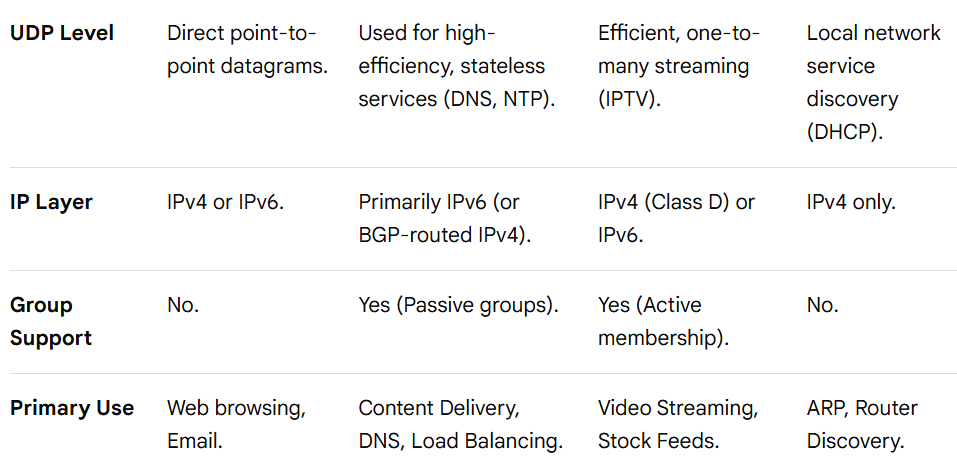 UDP Level Direct point-to- Used for high- Efficient, one-to- Local network
point datagrams. efficiency, stateless many streaming service
services (DNS, NTP). (IPTV). discovery
(DHCP).
IP Layer IPv4 or IPv6. Primarily IPv6 (or IPv4 (Class D) or IPv4 only.
BGP-routed IPv4). IPv6.
Group No. Yes (Passive groups). Yes (Active No.
Support membership).
Primary Use Web browsing, Content Delivery, Video Streaming, ARP, Router
Email. DNS, Load Balancing. Stock Feeds. Discovery.